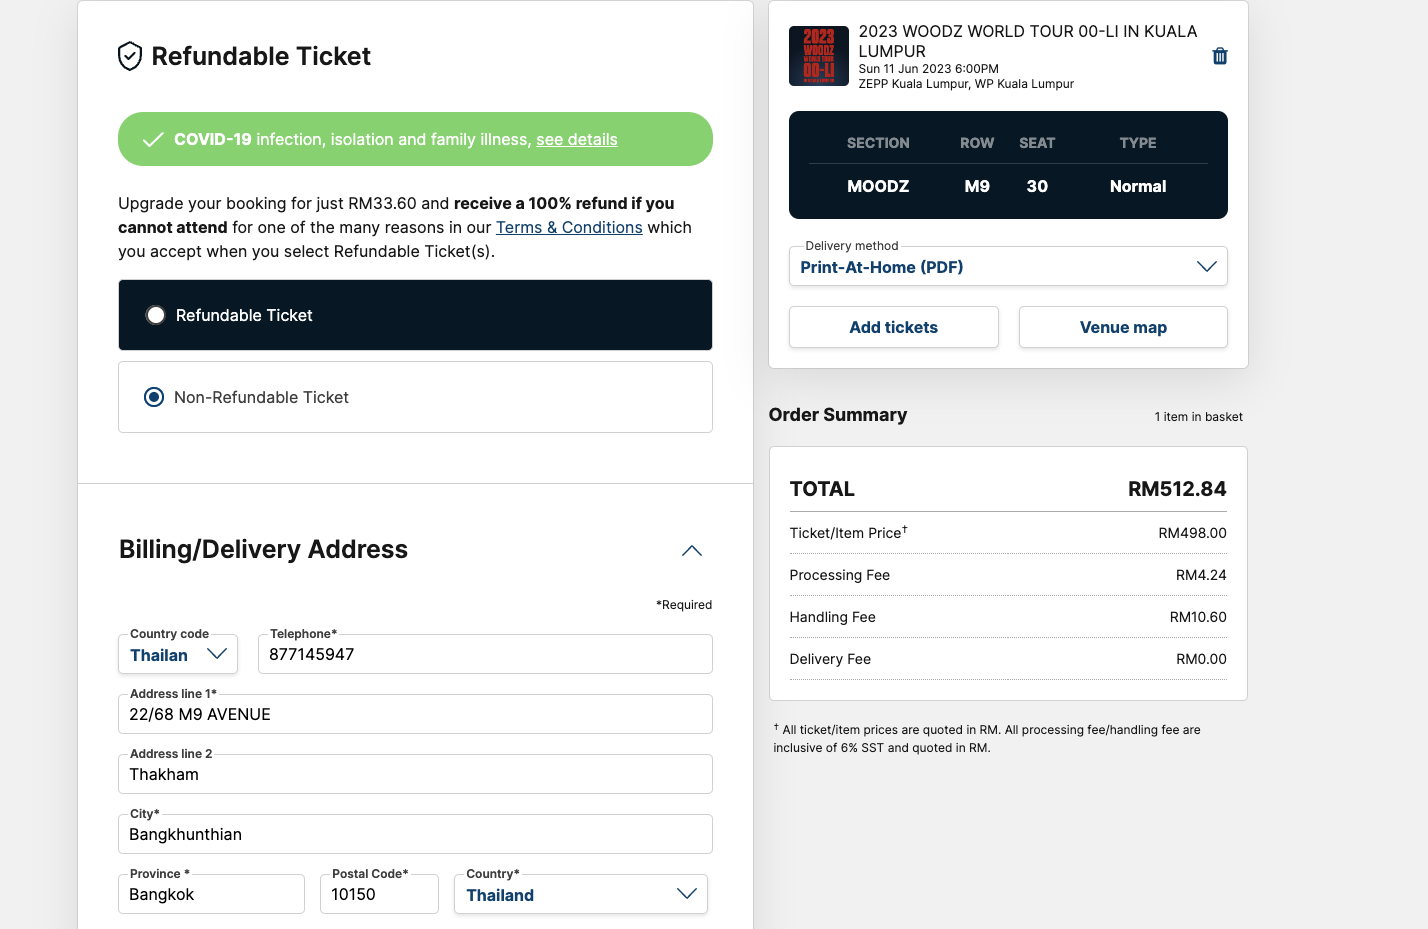 Refundable Ticket
COVID-19 infection, isolation and family illness, see details
Upgrade your booking for just RM33.60 and receive a 100% refund if you
cannot attend for one of the many reasons in our Terms & Conditions which
you accept when you select Refundable Ticket(s).
Refundable Ticket
Non-Refundable Ticket
Billing/Delivery Address
*Required
Country code
Thailan
Telephone*
877145947
Address line 1*
22/68 M9 AVENUE
Address line 2
Thakham
City*
Bangkhunthian
Province *
Bangkok
Postal Code*
10150
Country*
Thailand
2023
WOODZ
WORLD TOUR
OO-LI
2023 WOODZ WORLD TOUR OO-LI IN KUALA
LUMPUR
Sun 11 Jun 2023 6:00PM
ZEPP Kuala Lumpur, WP Kuala Lumpur
SECTION ROW SEAT TYPE
MOODZ M9 30 Normal
Delivery method
Print-At-Home (PDF)
Add tickets
Venue map
Order Summary
1 item in basket
TOTAL RM512.84
Ticket/Item Price† RM498.00
Processing Fee RM4.24
Handling Fee RM10.60
Delivery Fee RM0.00
† All ticket/item prices are quoted in RM. All processing fee/handling fee are
inclusive of 6% SST and quoted in RM.